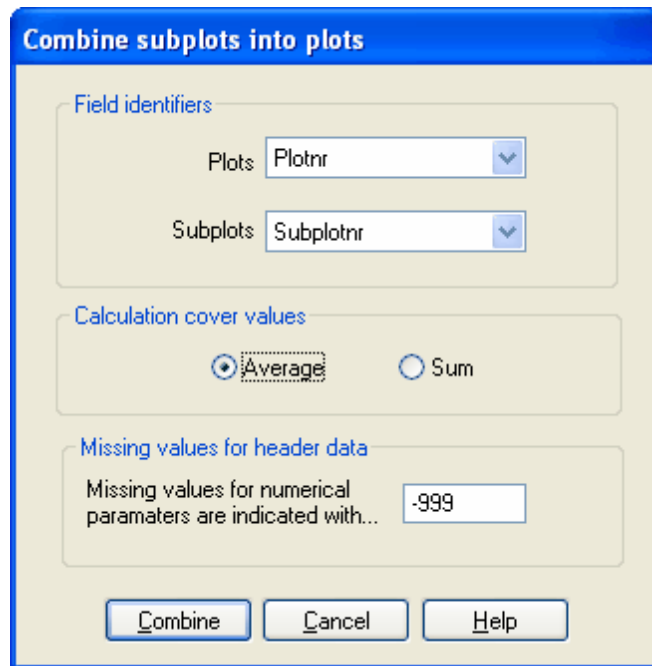 Combine subplots into plots
Field identifiers
Plots Plotnr
Subplots Subplotnr
Calculation cover values
Average Sum
Missing values for header data
Missing values for numerical
paramaters are indicated with... -999
Combine Cancel Help